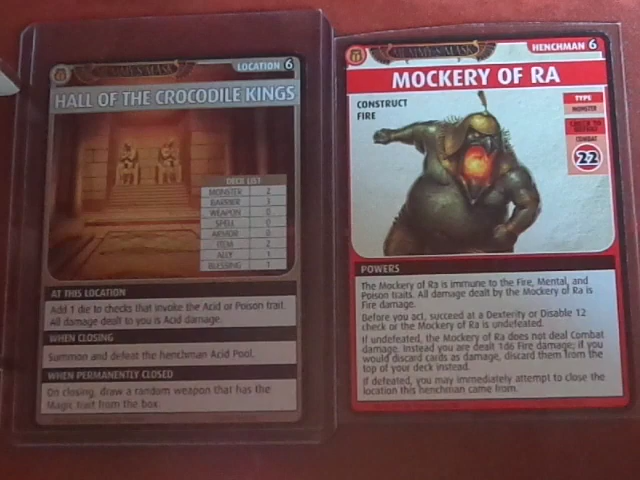 MUMMY'S MASK
LOCATION 6
HALL OF THE CROCODILE KINGS
DECK LIST
MONSTER 2
BARRIER 3
WEAPON 0
SPELL 0
ARMOR 0
ITEM 2
ALLY 1
BLESSING 1
AT THIS LOCATION
Add 1 die to checks that invoke the Acid or Poison trait.
All damage dealt to you is Acid damage.
WHEN CLOSING
Summon and defeat the henchman Acid Pool.
WHEN PERMANENTLY CLOSED
On closing, draw a random weapon that has the
Magic trait from the box.
MUMMY'S MASK
HENCHMAN 6
MOCKERY OF RA
CONSTRUCT
FIRE
TYPE
MONSTER
CHECK TO
DEFEAT
COMBAT
22
POWERS
The Mockery of Ra is immune to the Fire, Mental, and
Poison traits. All damage dealt by the Mockery of Ra is
Fire damage.
Before you act, succeed at a Dexterity or Disable 12
check or the Mockery of Ra is undefeated.
If undefeated, the Mockery of Ra does not deal Combat
damage. Instead you are dealt 1d6 Fire damage; if you
would discard cards as damage, discard them from the
top of your deck instead.
If defeated, you may immediately attempt to close the
location this henchman came from.